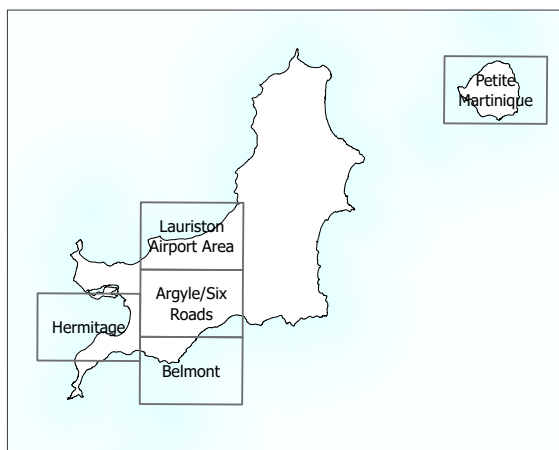 Petite
Martinique
Lauriston
Airport Area
Argyle/Six
Roads
Hermitage
Belmont